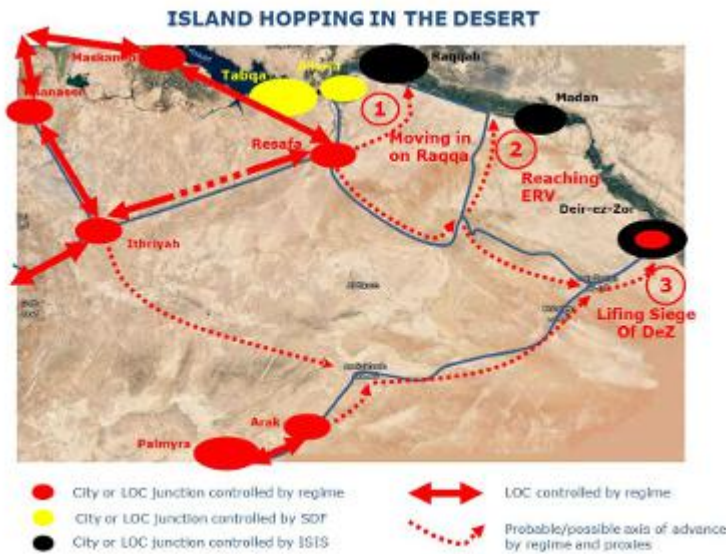 ISLAND HOPPING IN THE DESERT
Raqqah
Tabqa
Madan
1
Moving in
on Raqqa
2
Resafa
Reaching
ERV
Deir-ez-Zor
Ithriyah
3
Lifing Siege
Of DeZ
Arak
Palmyra
City or LOC junction controlled by regime
City or LOC junction controlled by SDF
City or LOC junction controlled by ISIS
LOC controlled by regime
Probable/possible axis of advance
by regime and proxies